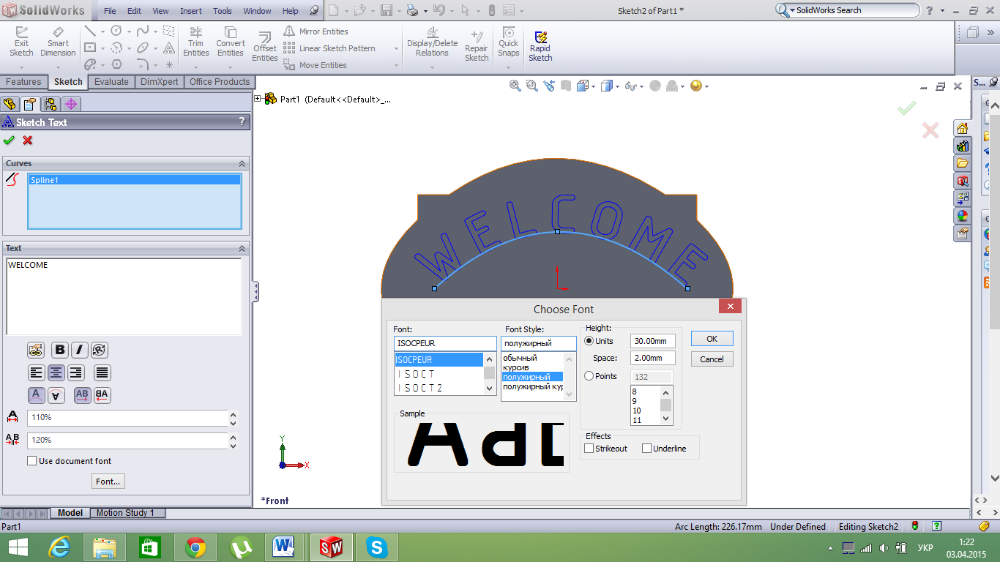 SolidWorks File Edit View Insert Tools Window Help Sketch2 of Part1 * SolidWorks Search ?
Exit Sketch
Smart Dimension
Trim Entities
Convert Entities
Offset Entities
Mirror Entities
Linear Sketch Pattern
Move Entities
Display/Delete Relations
Repair Sketch
Quick Snaps
Rapid Sketch
Features Sketch Evaluate DimXpert Office Products
S...
Part1 (Default<<Default>_...
Sketch Text ?
Curves
Spline1
Text
WELCOME
WELCOME
B I
A A AB AB
A 110%
AB 120%
Use document font
Font...
Choose Font
Font:
ISOCPEUR
ISOCPEUR
ISOCT
ISOCT2
Font Style:
полужирный
обычный
курсив
полужирный
полужирный кур
Height:
Units 30.00mm
Space: 2.00mm
Points 132
8
9
10
11
OK
Cancel
Sample
Effects
Strikeout Underline
Y
X
*Front
Model Motion Study 1
Part1 Arc Length: 226.17mm Under Defined Editing Sketch2
УКР
1:22
03.04.2015